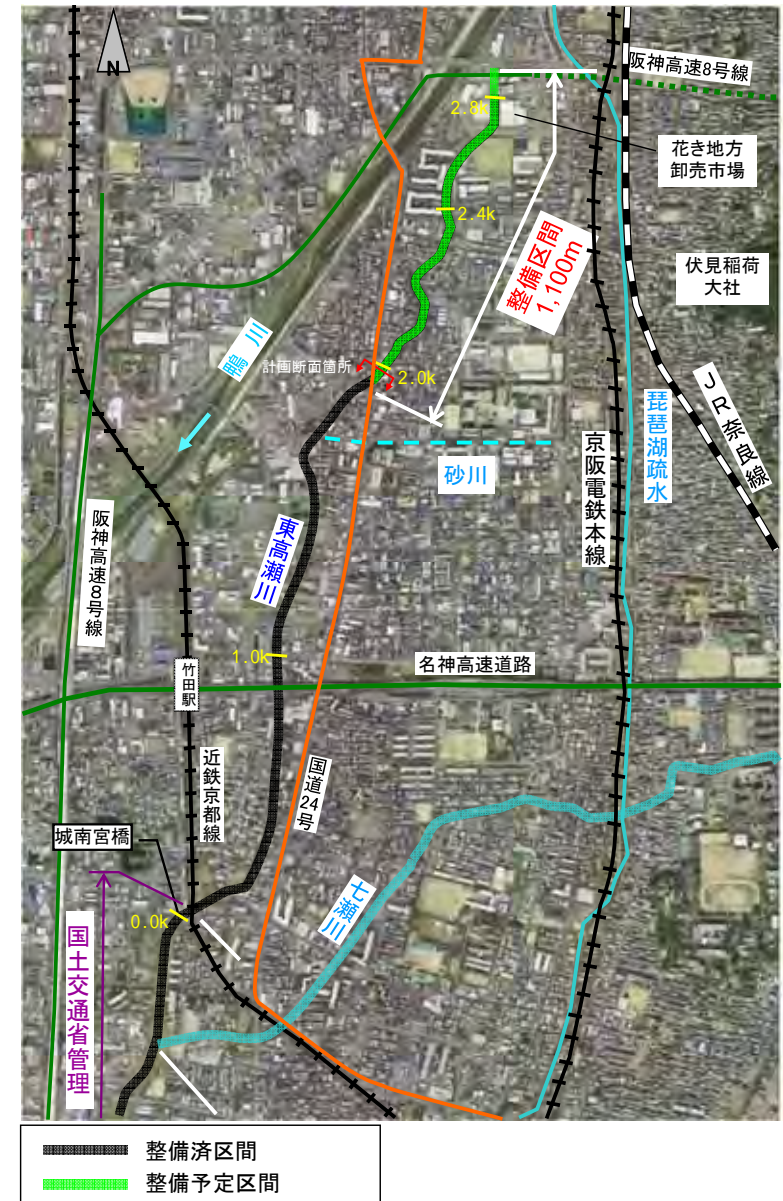 N
阪神高速8号線
2.8k
花き地方
卸売市場
2.4k
整備区間
1,100m
伏見稲荷
大社
鴨川
計画断面箇所
2.0k
JR奈良線
琵琶湖疏水
京阪電鉄本線
砂川
東高瀬川
阪神高速8号線
1.0k
名神高速道路
竹田駅
近鉄京都線
国道24号
城南宮橋
七瀬川
0.0k
国土交通省管理
整備済区間
整備予定区間